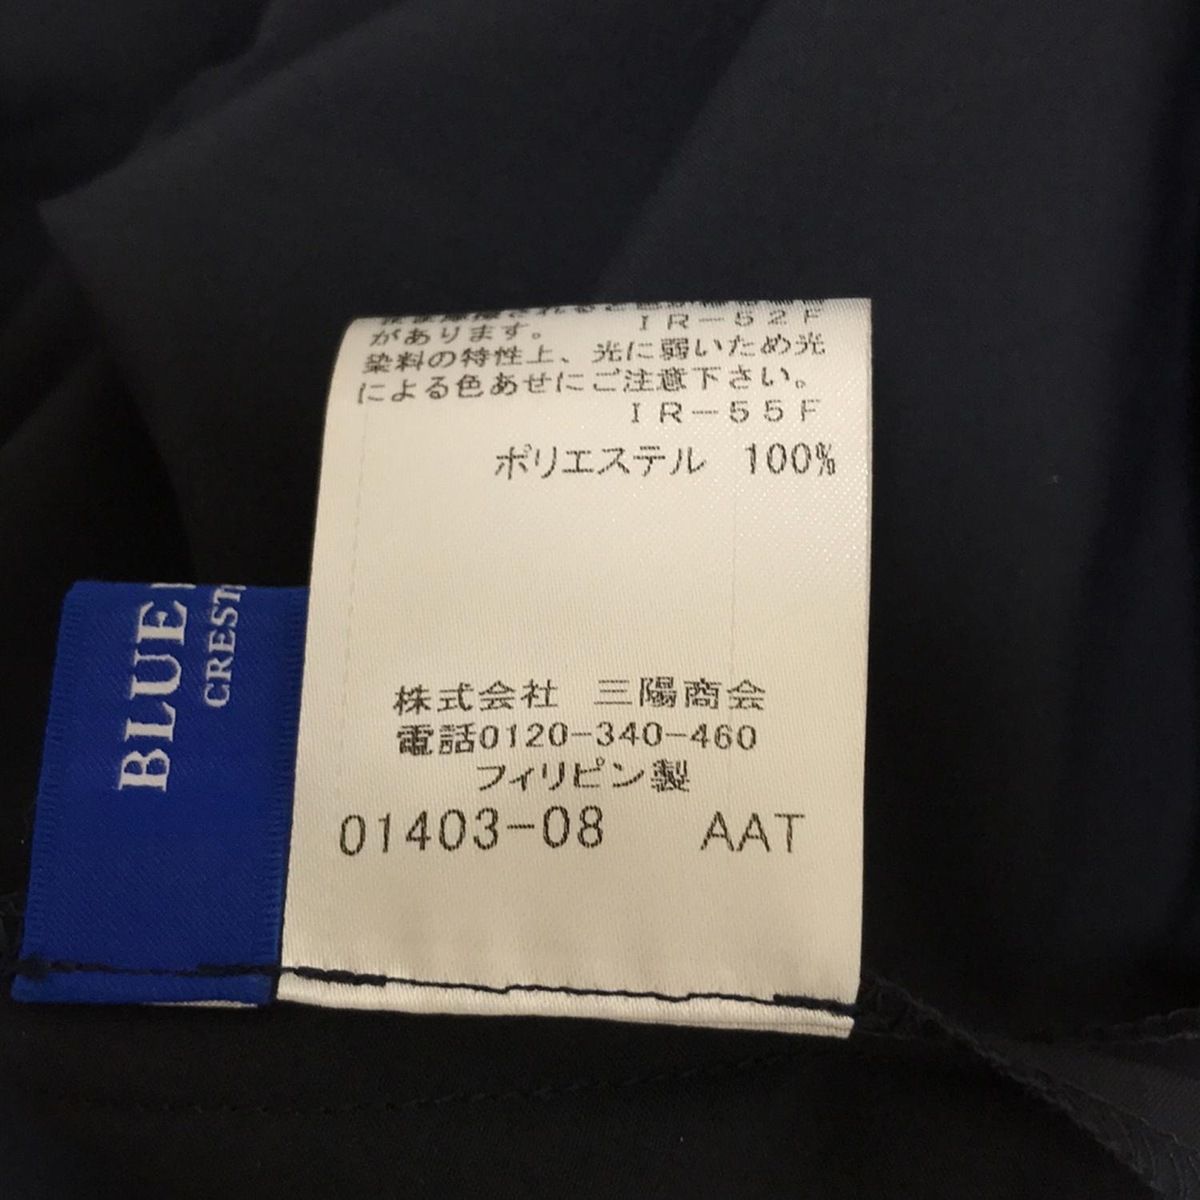 があります。 IR-52F
染料の特性上、光に弱いため光
による色あせにご注意下さい。
IR-55F
ポリエステル 100%
株式会社 三陽商会
電話0120-340-460
フィリピン製
01403-08 AAT
BLUE
CREST